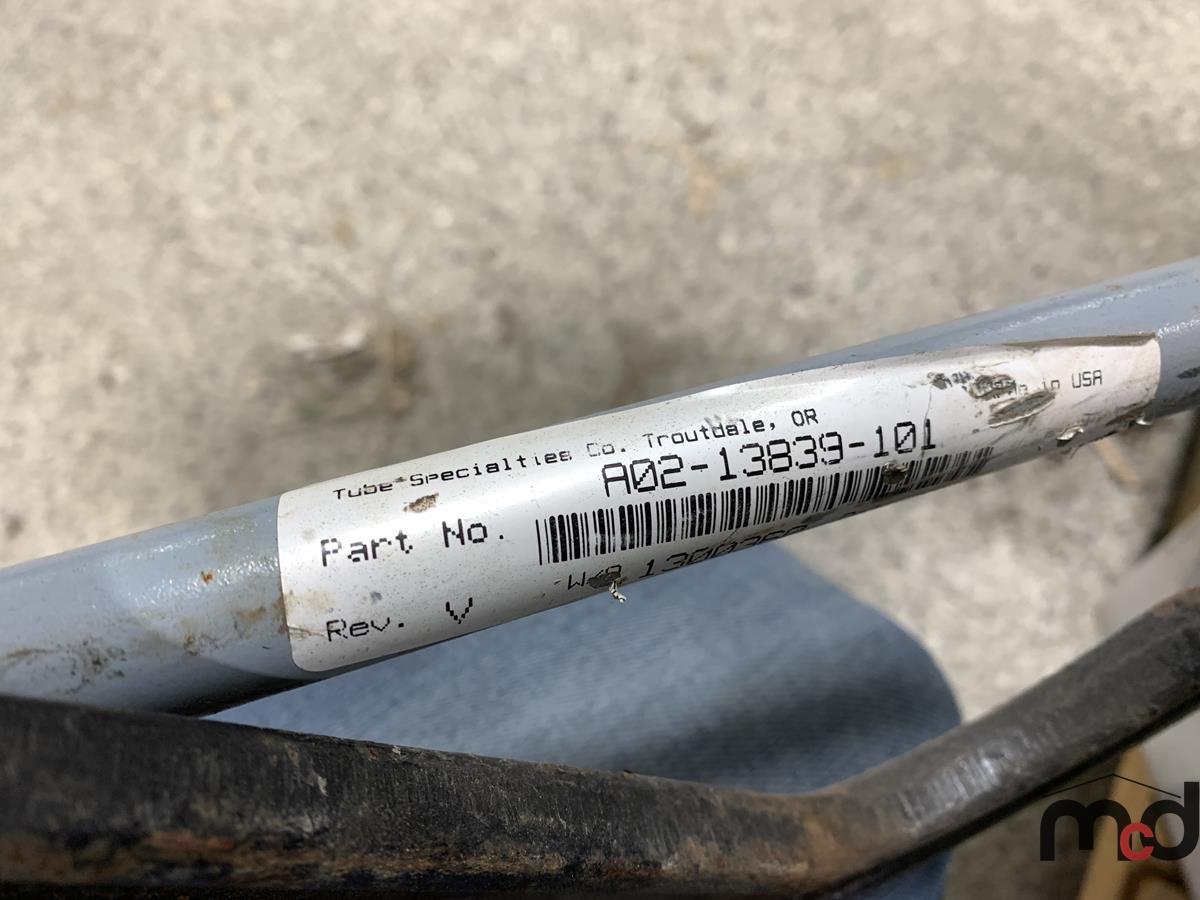 Tube Specialties Co. Troutdale, OR
Made in USA
Part No. A02-13839-101
Rev. V
mcd